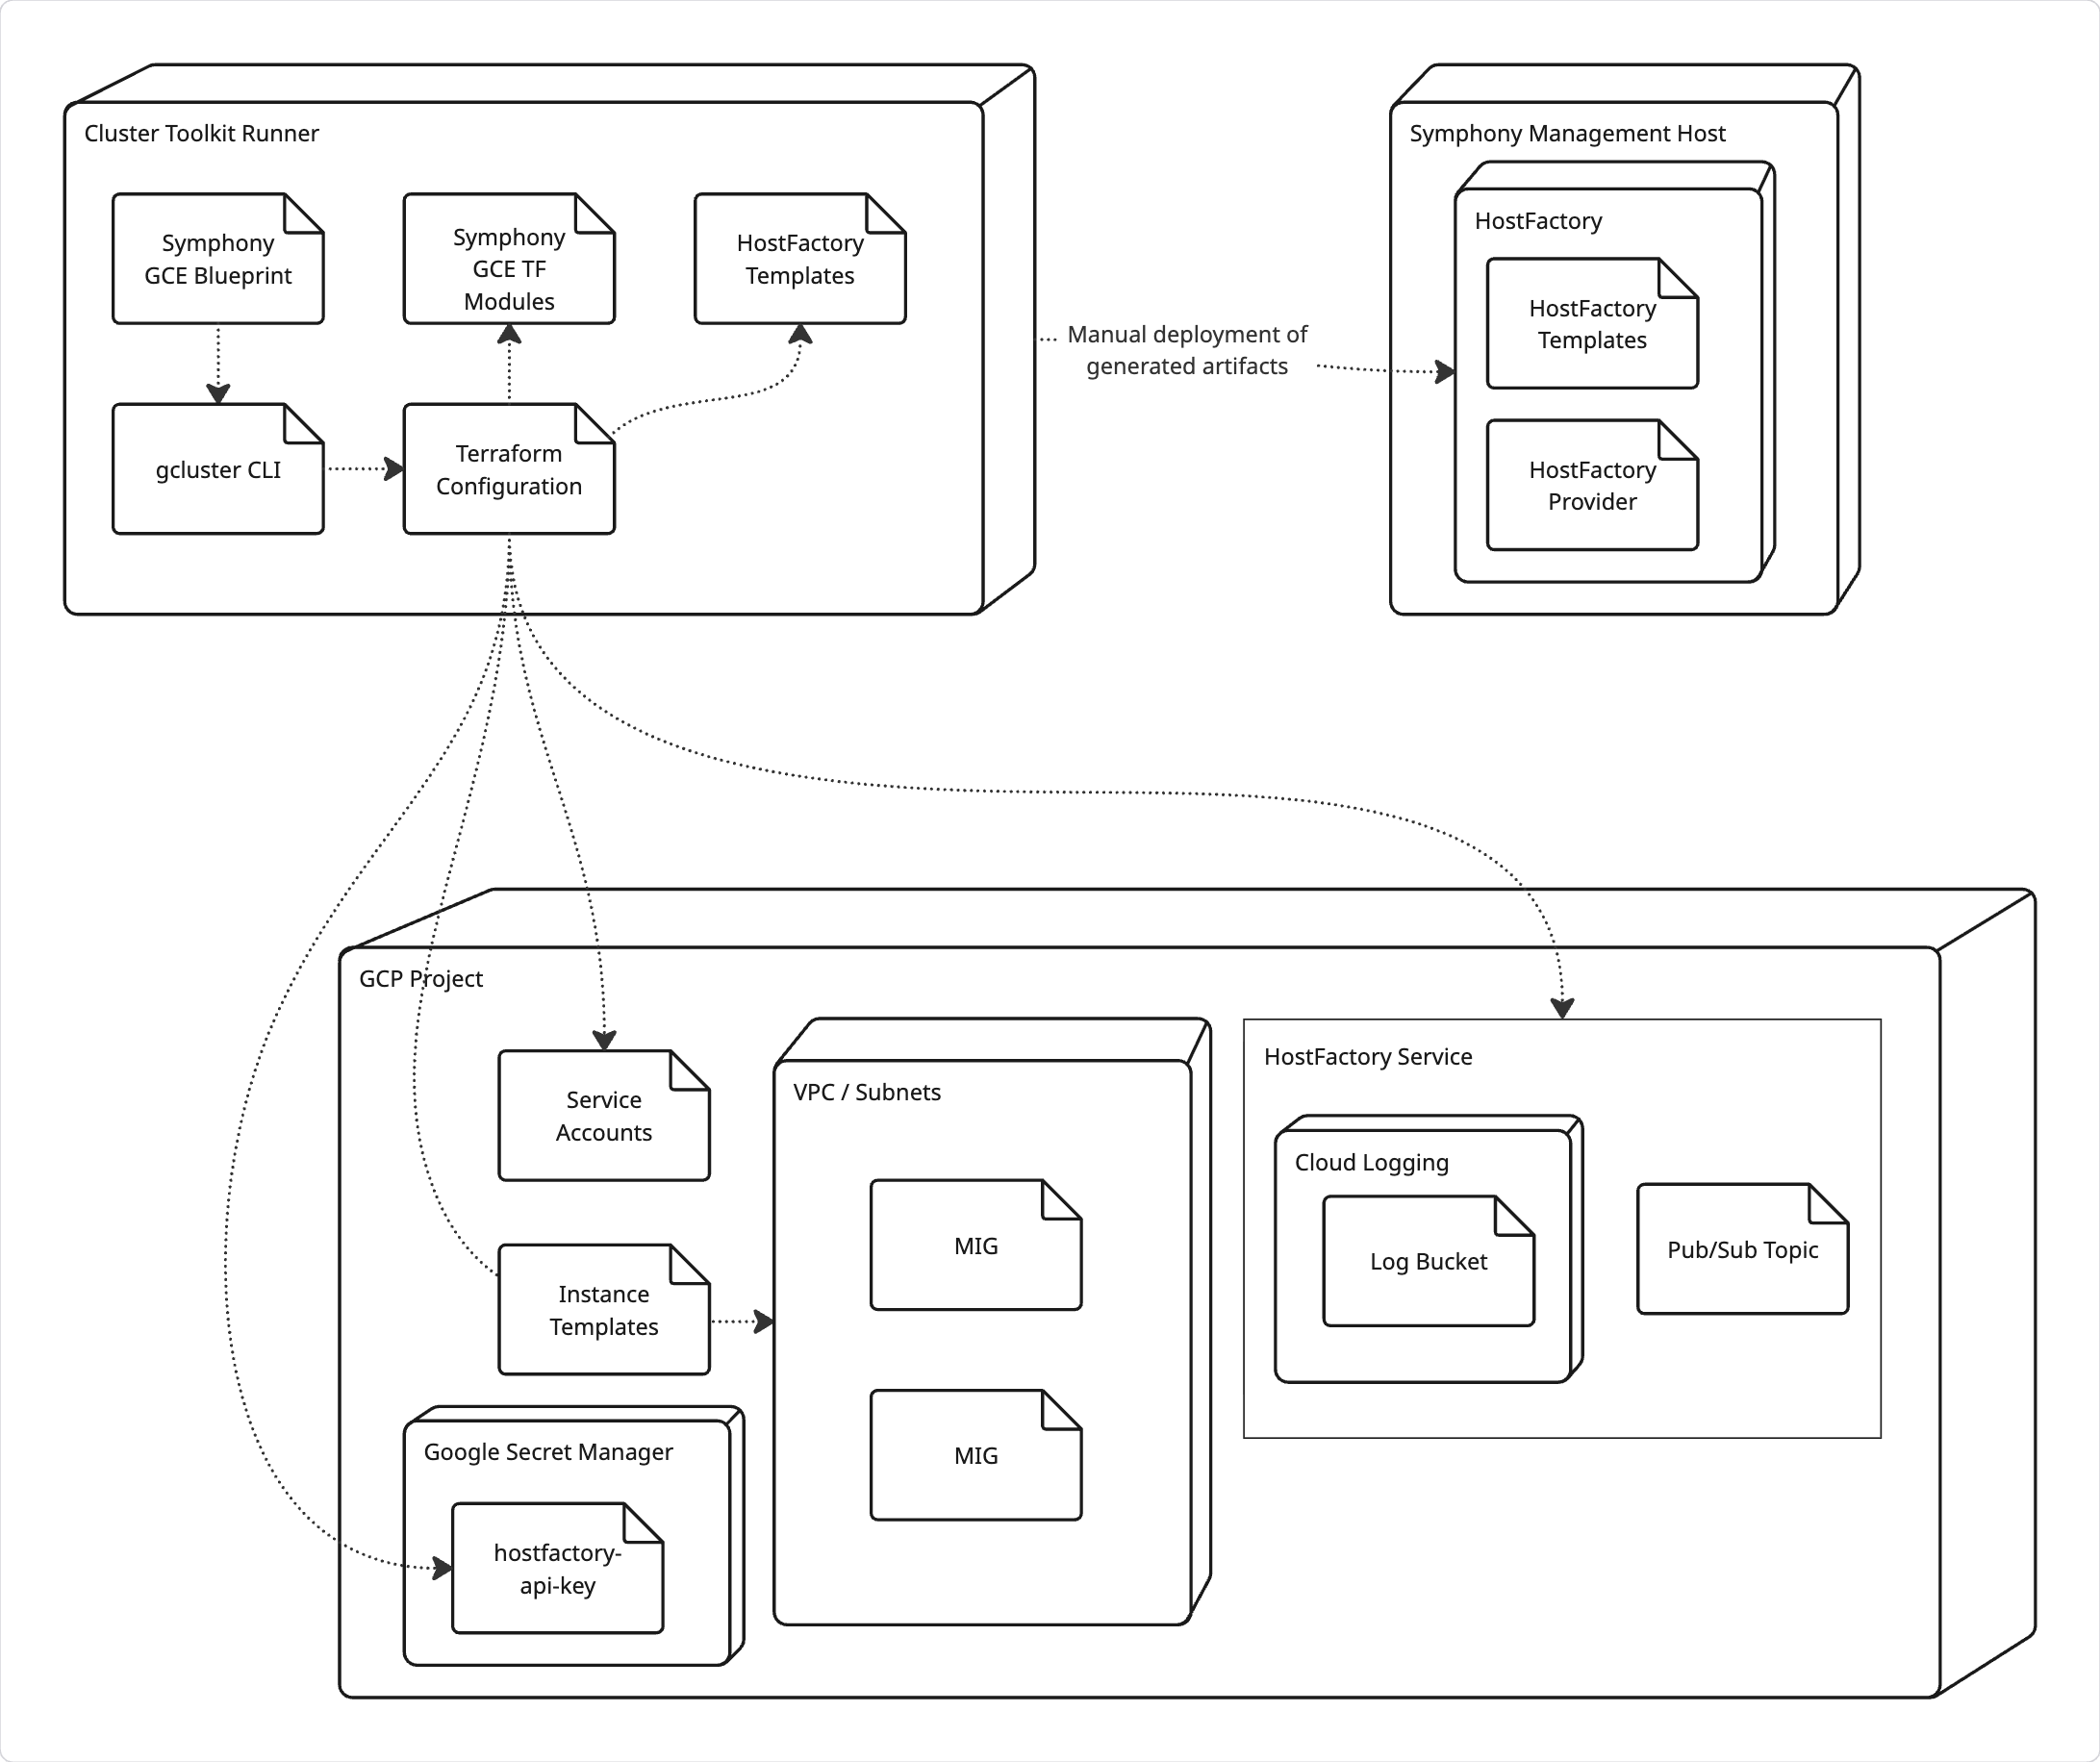 Cluster Toolkit Runner
Symphony
GCE Blueprint
Symphony
GCE TF
Modules
HostFactory
Templates
gcluster CLI
Terraform
Configuration
Manual deployment of
generated artifacts
Symphony Management Host
HostFactory
HostFactory
Templates
HostFactory
Provider
GCP Project
Service
Accounts
Instance
Templates
Google Secret Manager
hostfactory-
api-key
VPC / Subnets
MIG
MIG
HostFactory Service
Cloud Logging
Log Bucket
Pub/Sub Topic